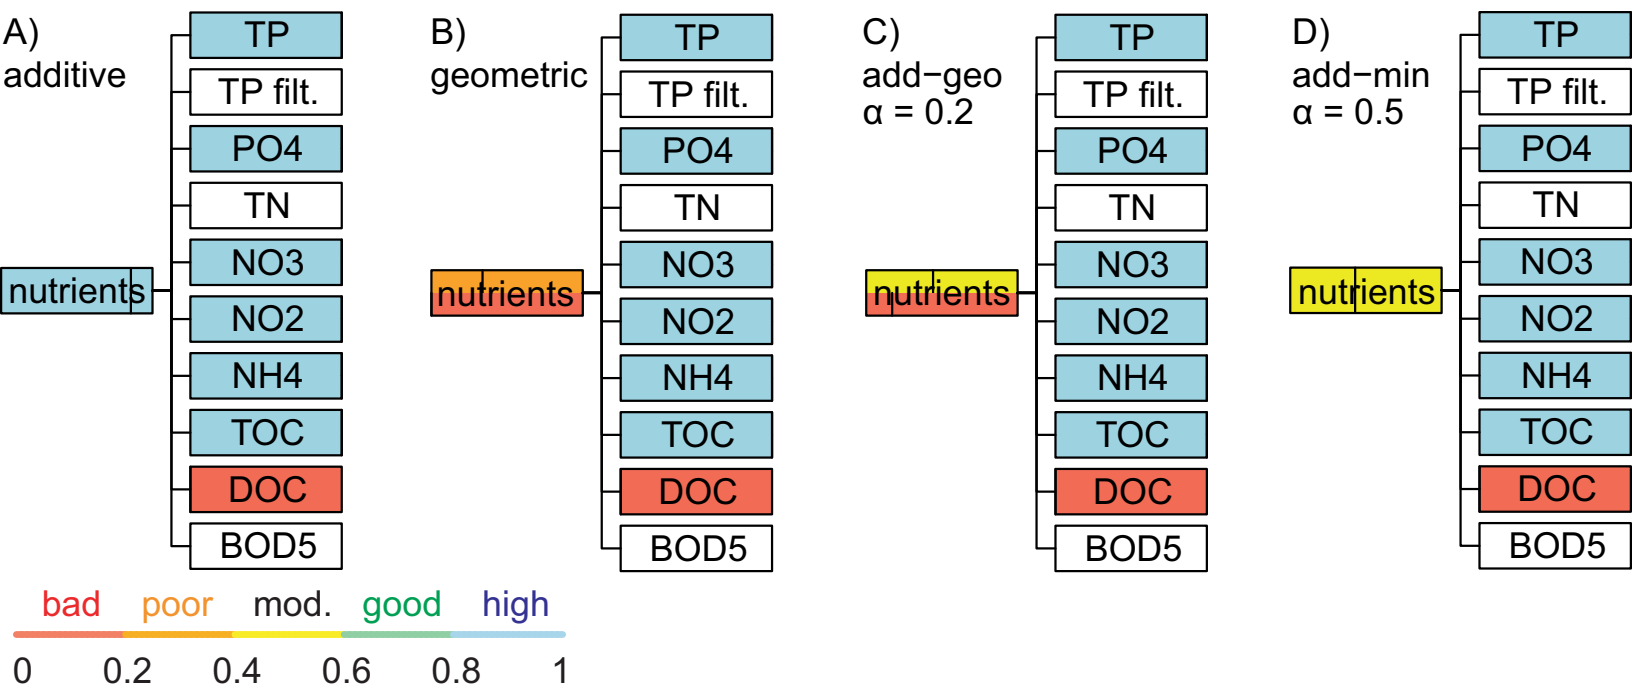 A)
additive
TP
TP filt.
PO4
TN
NO3
nutrients
NO2
NH4
TOC
DOC
BOD5
B)
geometric
TP
TP filt.
PO4
TN
NO3
nutrients
NO2
NH4
TOC
DOC
BOD5
C)
add−geo
α = 0.2
TP
TP filt.
PO4
TN
NO3
nutrients
NO2
NH4
TOC
DOC
BOD5
D)
add−min
α = 0.5
TP
TP filt.
PO4
TN
NO3
nutrients
NO2
NH4
TOC
DOC
BOD5
bad poor mod. good high
0 0.2 0.4 0.6 0.8 1